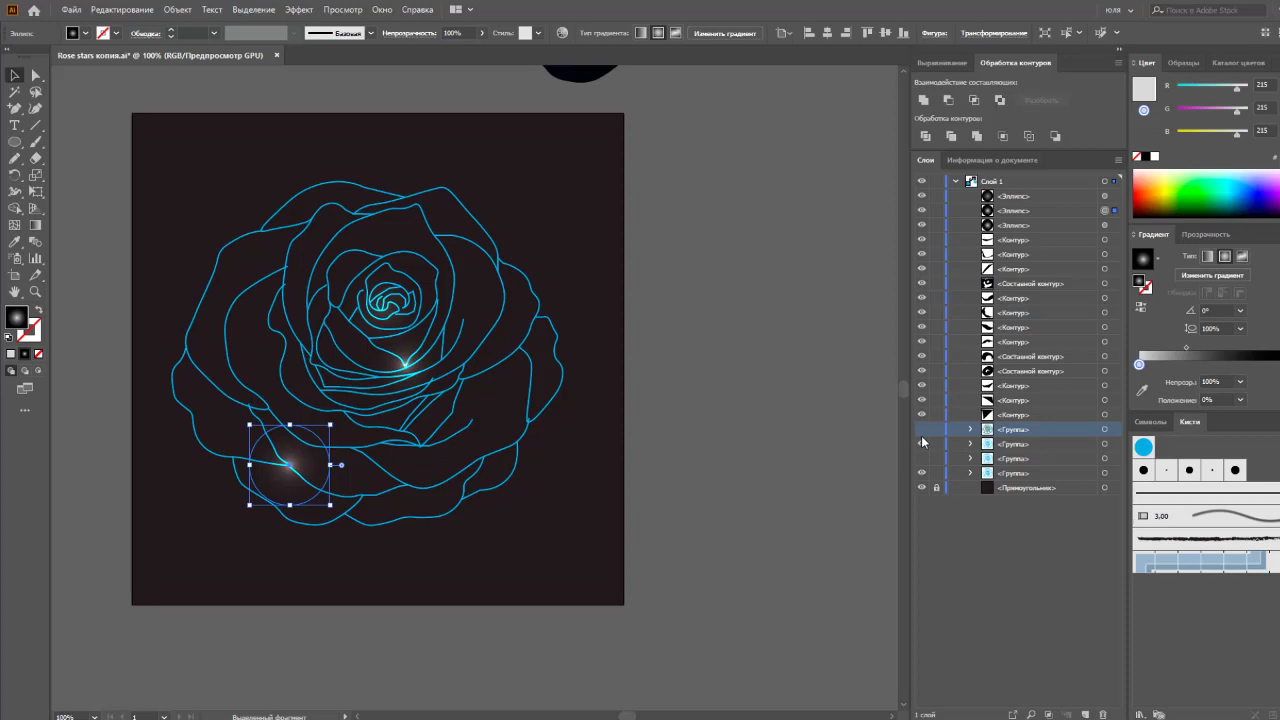 Файл Редактирование Объект Текст Выделение Эффект Просмотр Окно Справка
юля
Поиск в Adobe Stock
Эллипс Обводка: Базовая Непрозрачность: 100% Стиль: Тип градиента: Изменить градиент Фигура: Трансформирование
Rose stars копия.ai* @ 100% (RGB/Предпросмотр GPU) ×
Выравнивание Обработка контуров
Взаимодействие составляющих:
Разобрать
Обработка контуров:
Слои Информация о документе
Слой 1
<Эллипс>
<Эллипс>
<Эллипс>
<Контур>
<Контур>
<Контур>
<Составной контур>
<Контур>
<Контур>
<Контур>
<Контур>
<Составной контур>
<Составной контур>
<Контур>
<Контур>
<Контур>
<Группа>
<Группа>
<Группа>
<Группа>
<Прямоугольник>
1 слой
Цвет Образцы Каталог цветов
R 215
G 215
B 215
Градиент Прозрачность
Тип:
Изменить градиент
Обводка:
0°
100%
Непрозр.: 100%
Положение: 0%
Символы Кисти
3,00
100% 1 Выделенный фрагмент